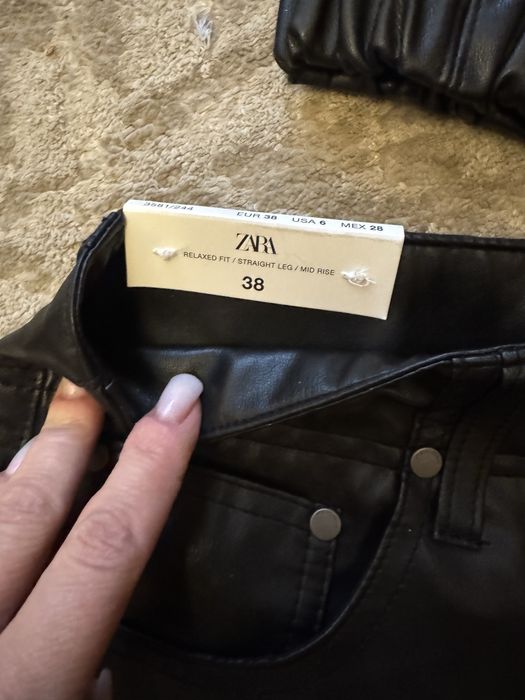 3581/244 EUR 38 USA 6 MEX 28
ZARA
RELAXED FIT / STRAIGHT LEG / MID RISE
38